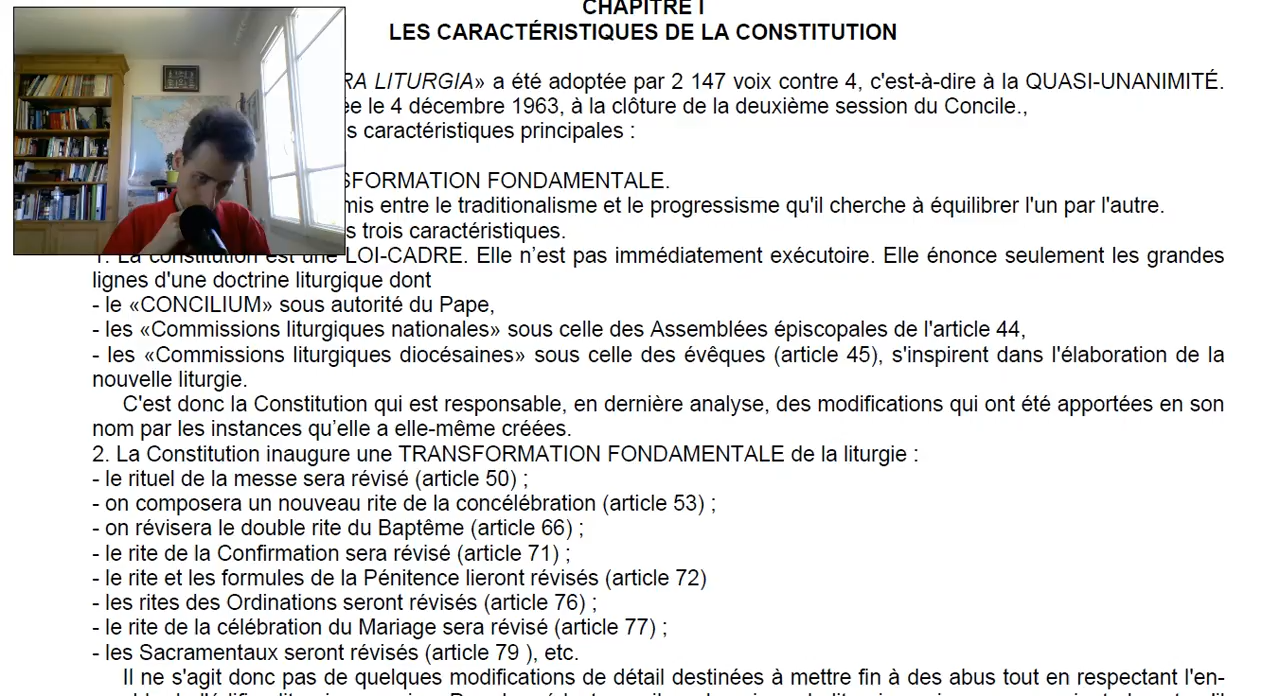 CHAPITRE I
LES CARACTÉRISTIQUES DE LA CONSTITUTION
RA LITURGIA» a été adoptée par 2 147 voix contre 4, c'est-à-dire à la QUASI-UNANIMITÉ.
ee le 4 décembre 1963, à la clôture de la deuxième session du Concile.,
s caractéristiques principales :
SFORMATION FONDAMENTALE.
mis entre le traditionalisme et le progressisme qu'il cherche à équilibrer l'un par l'autre.
s trois caractéristiques.
1. La constitution est une LOI-CADRE. Elle n’est pas immédiatement exécutoire. Elle énonce seulement les grandes
lignes d'une doctrine liturgique dont
- le «CONCILIUM» sous autorité du Pape,
- les «Commissions liturgiques nationales» sous celle des Assemblées épiscopales de l'article 44,
- les «Commissions liturgiques diocésaines» sous celle des évêques (article 45), s'inspirent dans l'élaboration de la
nouvelle liturgie.
C'est donc la Constitution qui est responsable, en dernière analyse, des modifications qui ont été apportées en son
nom par les instances qu’elle a elle-même créées.
2. La Constitution inaugure une TRANSFORMATION FONDAMENTALE de la liturgie :
- le rituel de la messe sera révisé (article 50) ;
- on composera un nouveau rite de la concélébration (article 53) ;
- on révisera le double rite du Baptême (article 66) ;
- le rite de la Confirmation sera révisé (article 71) ;
- le rite et les formules de la Pénitence lieront révisés (article 72)
- les rites des Ordinations seront révisés (article 76) ;
- le rite de la célébration du Mariage sera révisé (article 77) ;
- les Sacramentaux seront révisés (article 79 ), etc.
Il ne s'agit donc pas de quelques modifications de détail destinées à mettre fin à des abus tout en respectant l'en-